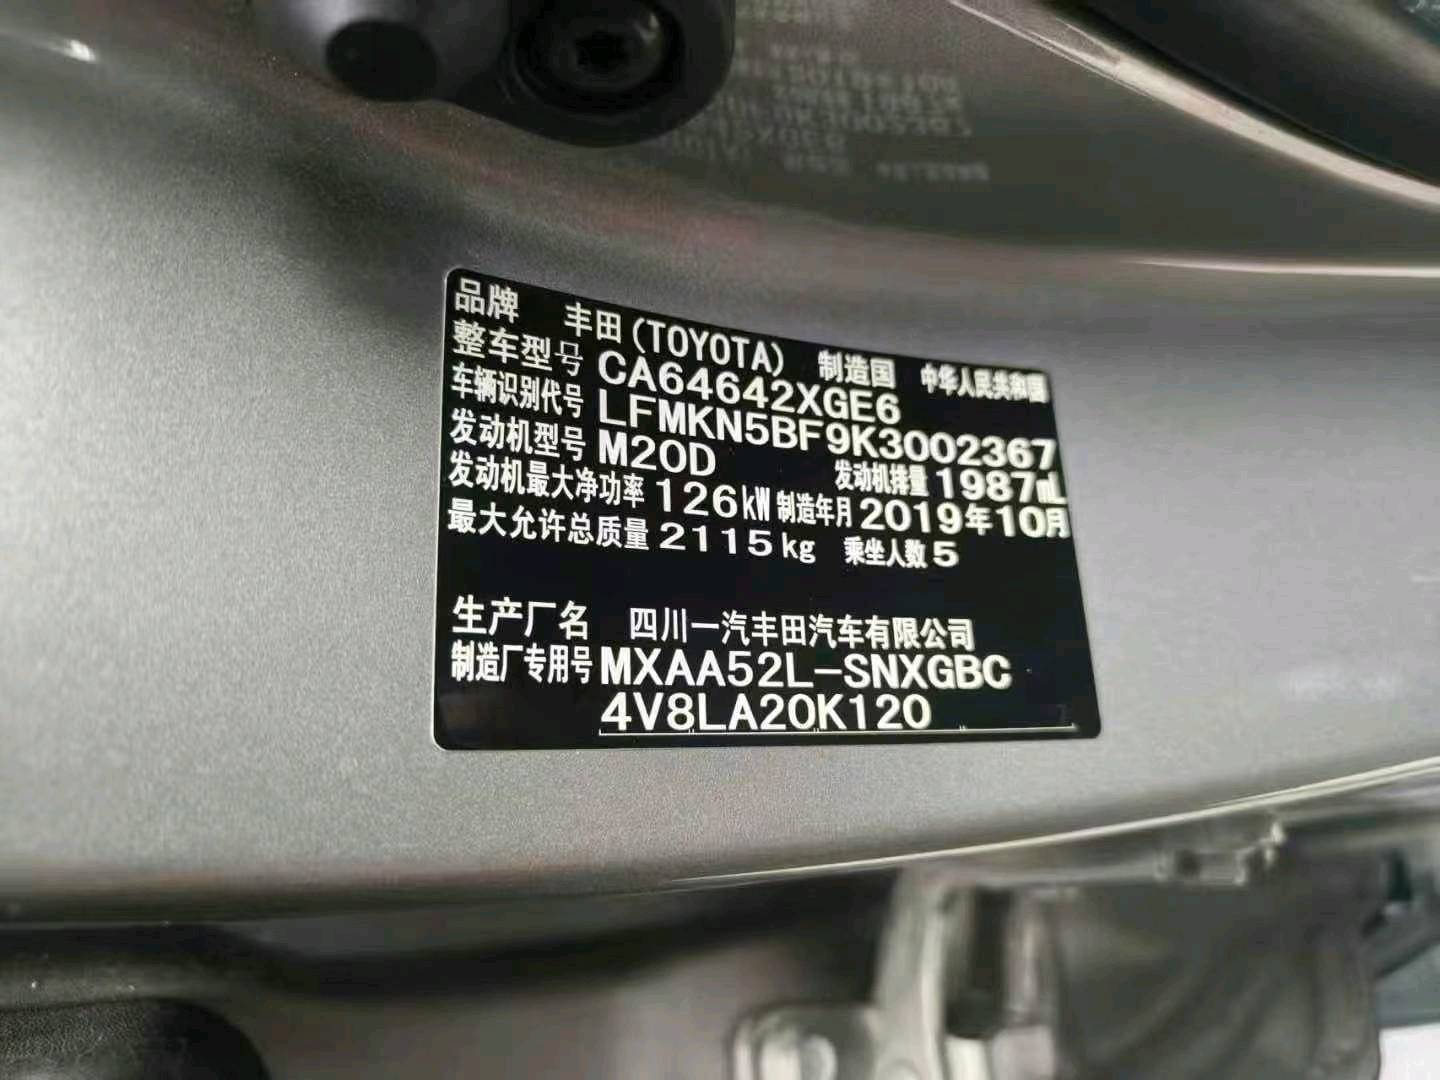 品牌 丰田(TOYOTA) 制造国 中华人民共和国
整车型号 CA64642XGE6
车辆识别代号 LFMKN5BF9K3002367
发动机型号 M20D 发动机排量 1987mL
发动机最大净功率 126kW 制造年月 2019年10月
最大允许总质量 2115kg 乘坐人数 5
生产厂名 四川一汽丰田汽车有限公司
制造厂专用号 MXAA52L-SNXGBC
4V8LA20K120